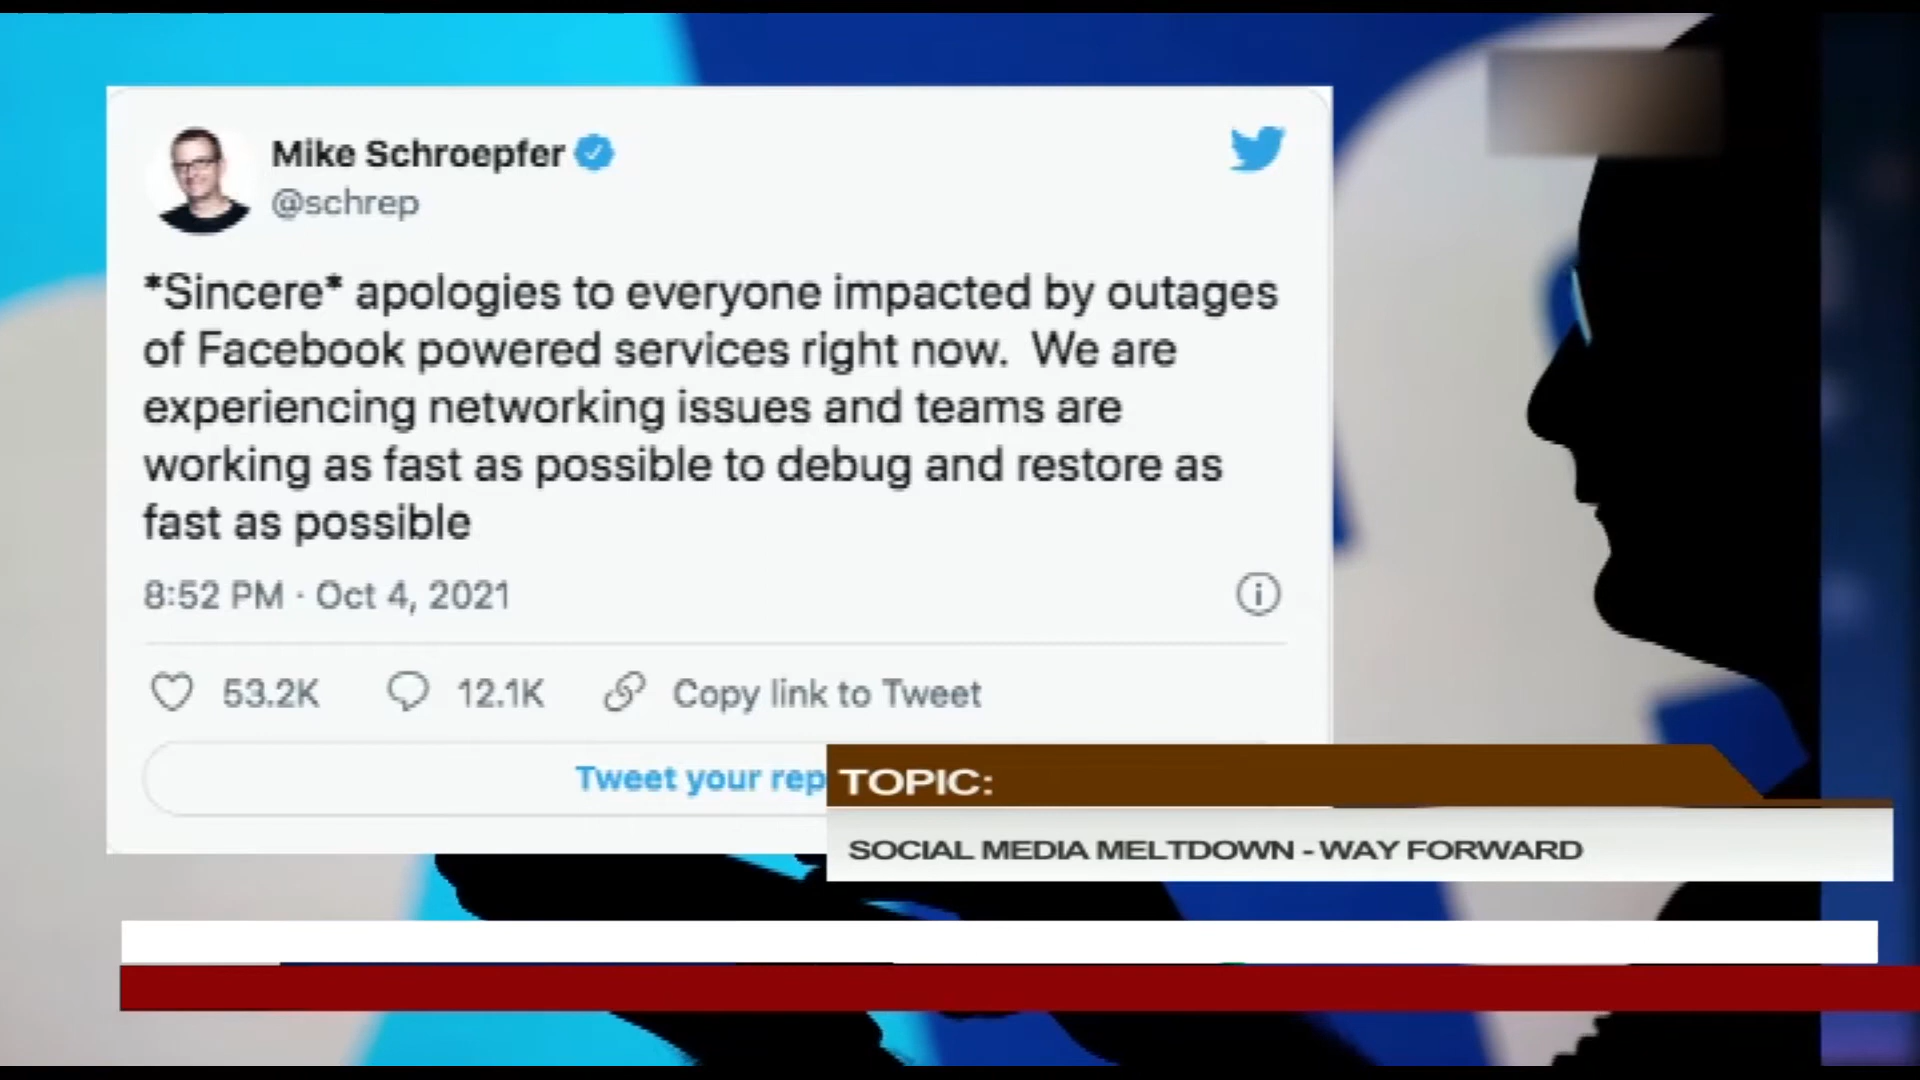 Mike Schroepfer
@schrep
*Sincere* apologies to everyone impacted by outages
of Facebook powered services right now. We are
experiencing networking issues and teams are
working as fast as possible to debug and restore as
fast as possible
8:52 PM · Oct 4, 2021
53.2K 12.1K Copy link to Tweet
Tweet your rep
TOPIC:
SOCIAL MEDIA MELTDOWN - WAY FORWARD